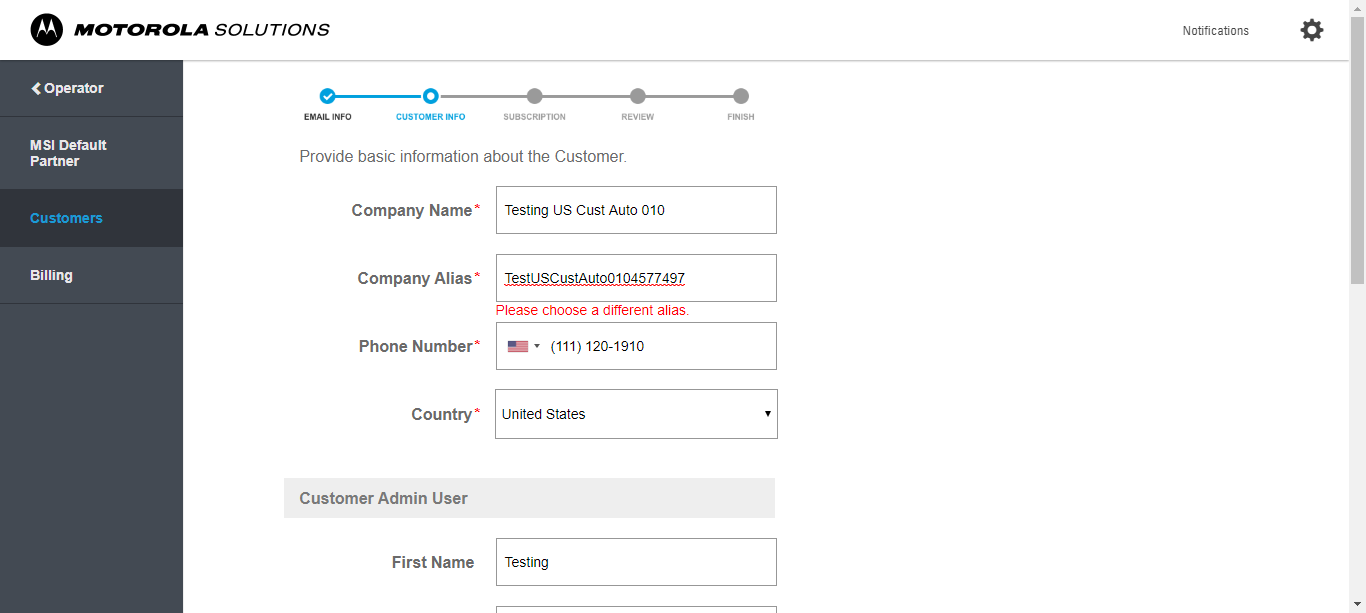 MOTOROLA SOLUTIONS
Notifications
Operator
MSI Default
Partner
Customers
Billing
EMAIL INFO
CUSTOMER INFO
SUBSCRIPTION
REVIEW
FINISH
Provide basic information about the Customer.
Company Name* Testing US Cust Auto 010
Company Alias* TestUSCustAuto0104577497
Please choose a different alias.
Phone Number* (111) 120-1910
Country* United States
Customer Admin User
First Name Testing